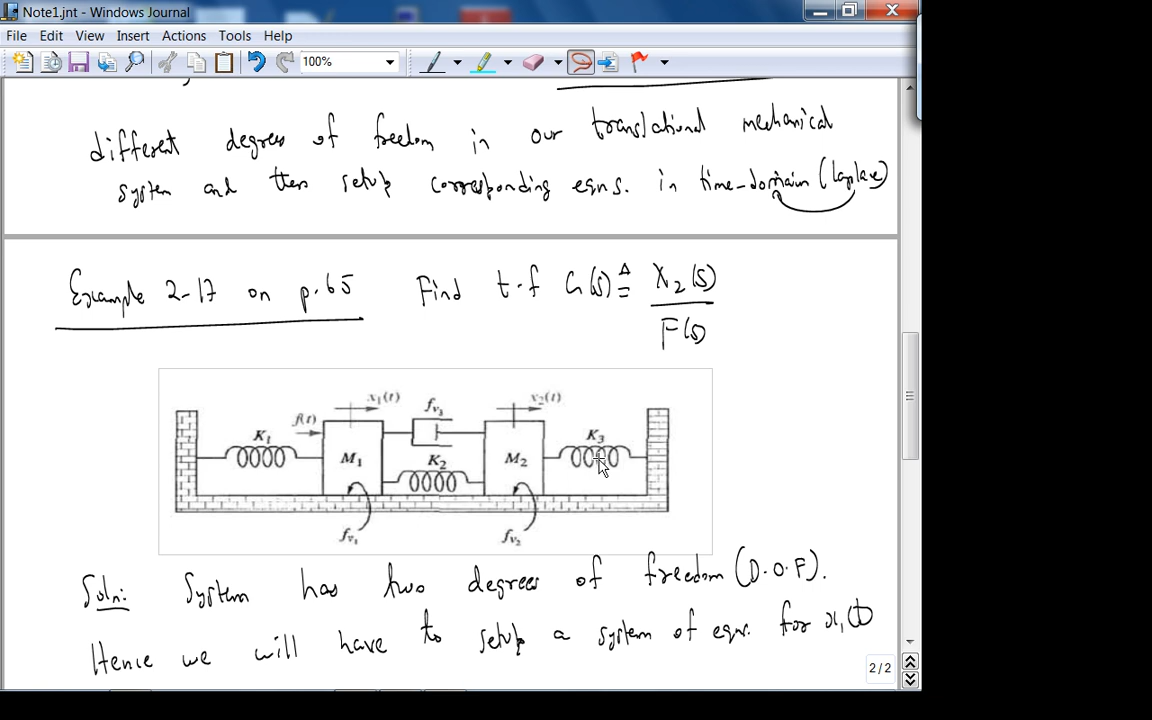 Note1.jnt - Windows Journal
File Edit View Insert Actions Tools Help
100%
different degrees of freedom in our translational mechanical
system and then setup corresponding eqns. in time-domain (laplace)
Example 2-17 on p.65 Find t.f G(s) ≜ X₂(s)
F(s)
x₁(t) fv₃ x₂(t)
f(t)
K₁ K₃
M₁ K₂ M₂
fv₁ fv₂
Soln: System has two degrees of freedom (D.O.F).
Hence we will have to setup a system of eqns. for x₁(t)
2/2